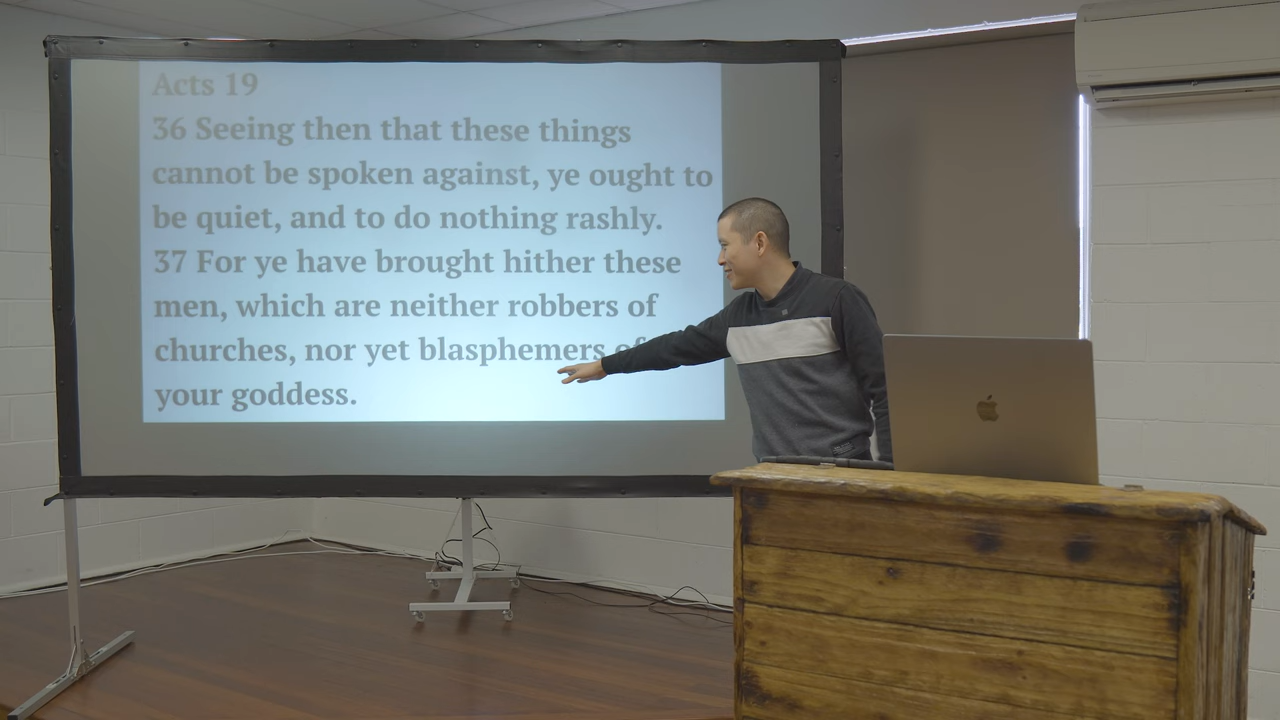 Acts 19
36 Seeing then that these things
cannot be spoken against, ye ought to
be quiet, and to do nothing rashly.
37 For ye have brought hither these
men, which are neither robbers of
churches, nor yet blasphemers of
your goddess.